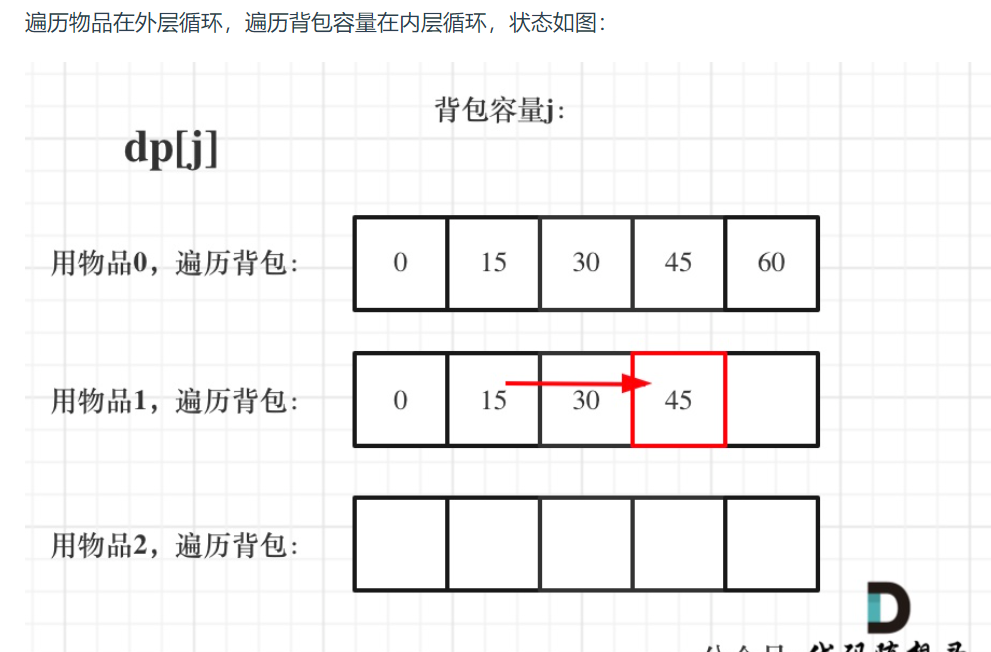 遍历物品在外层循环，遍历背包容量在内层循环，状态如图：
背包容量j:
dp[j]
用物品0，遍历背包： 0 15 30 45 60
用物品1，遍历背包： 0 15 30 45
用物品2，遍历背包：